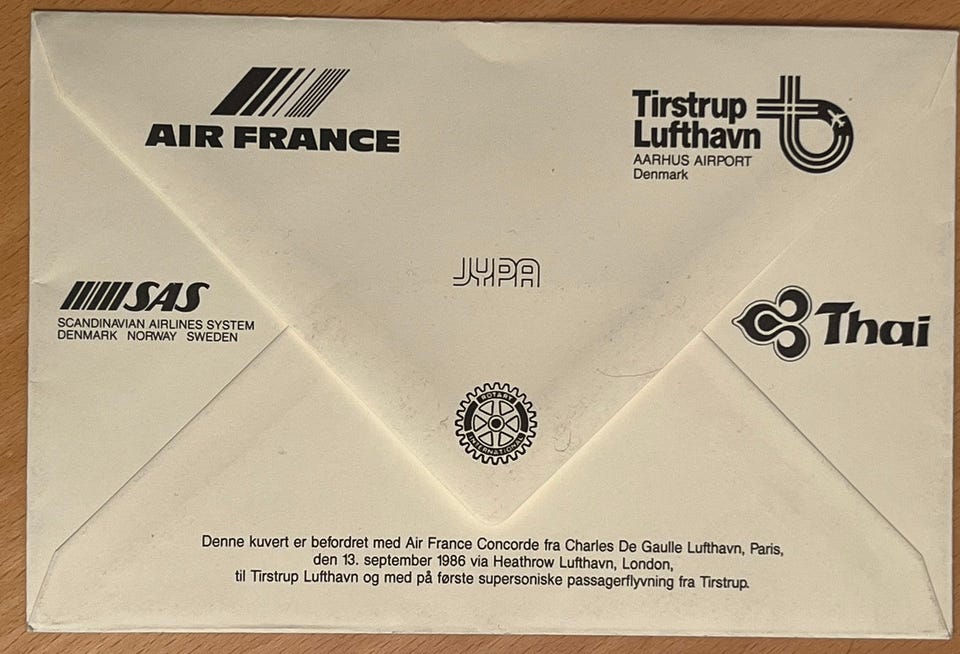 AIR FRANCE
Tirstrup
Lufthavn
AARHUS AIRPORT
Denmark
JYPA
SAS
SCANDINAVIAN AIRLINES SYSTEM
DENMARK NORWAY SWEDEN
Thai
ROTARY
INTERNATIONAL
Denne kuvert er befordret med Air France Concorde fra Charles De Gaulle Lufthavn, Paris,
den 13. september 1986 via Heathrow Lufthavn, London,
til Tirstrup Lufthavn og med på første supersoniske passagerflyvning fra Tirstrup.